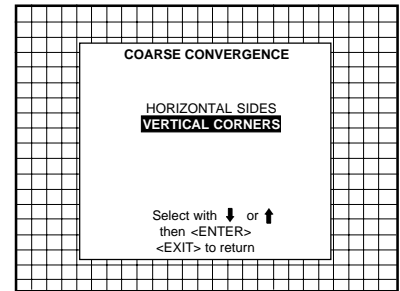 COARSE CONVERGENCE
HORIZONTAL SIDES
VERTICAL CORNERS
Select with ⬇ or ⬆
then <ENTER>
<EXIT> to return